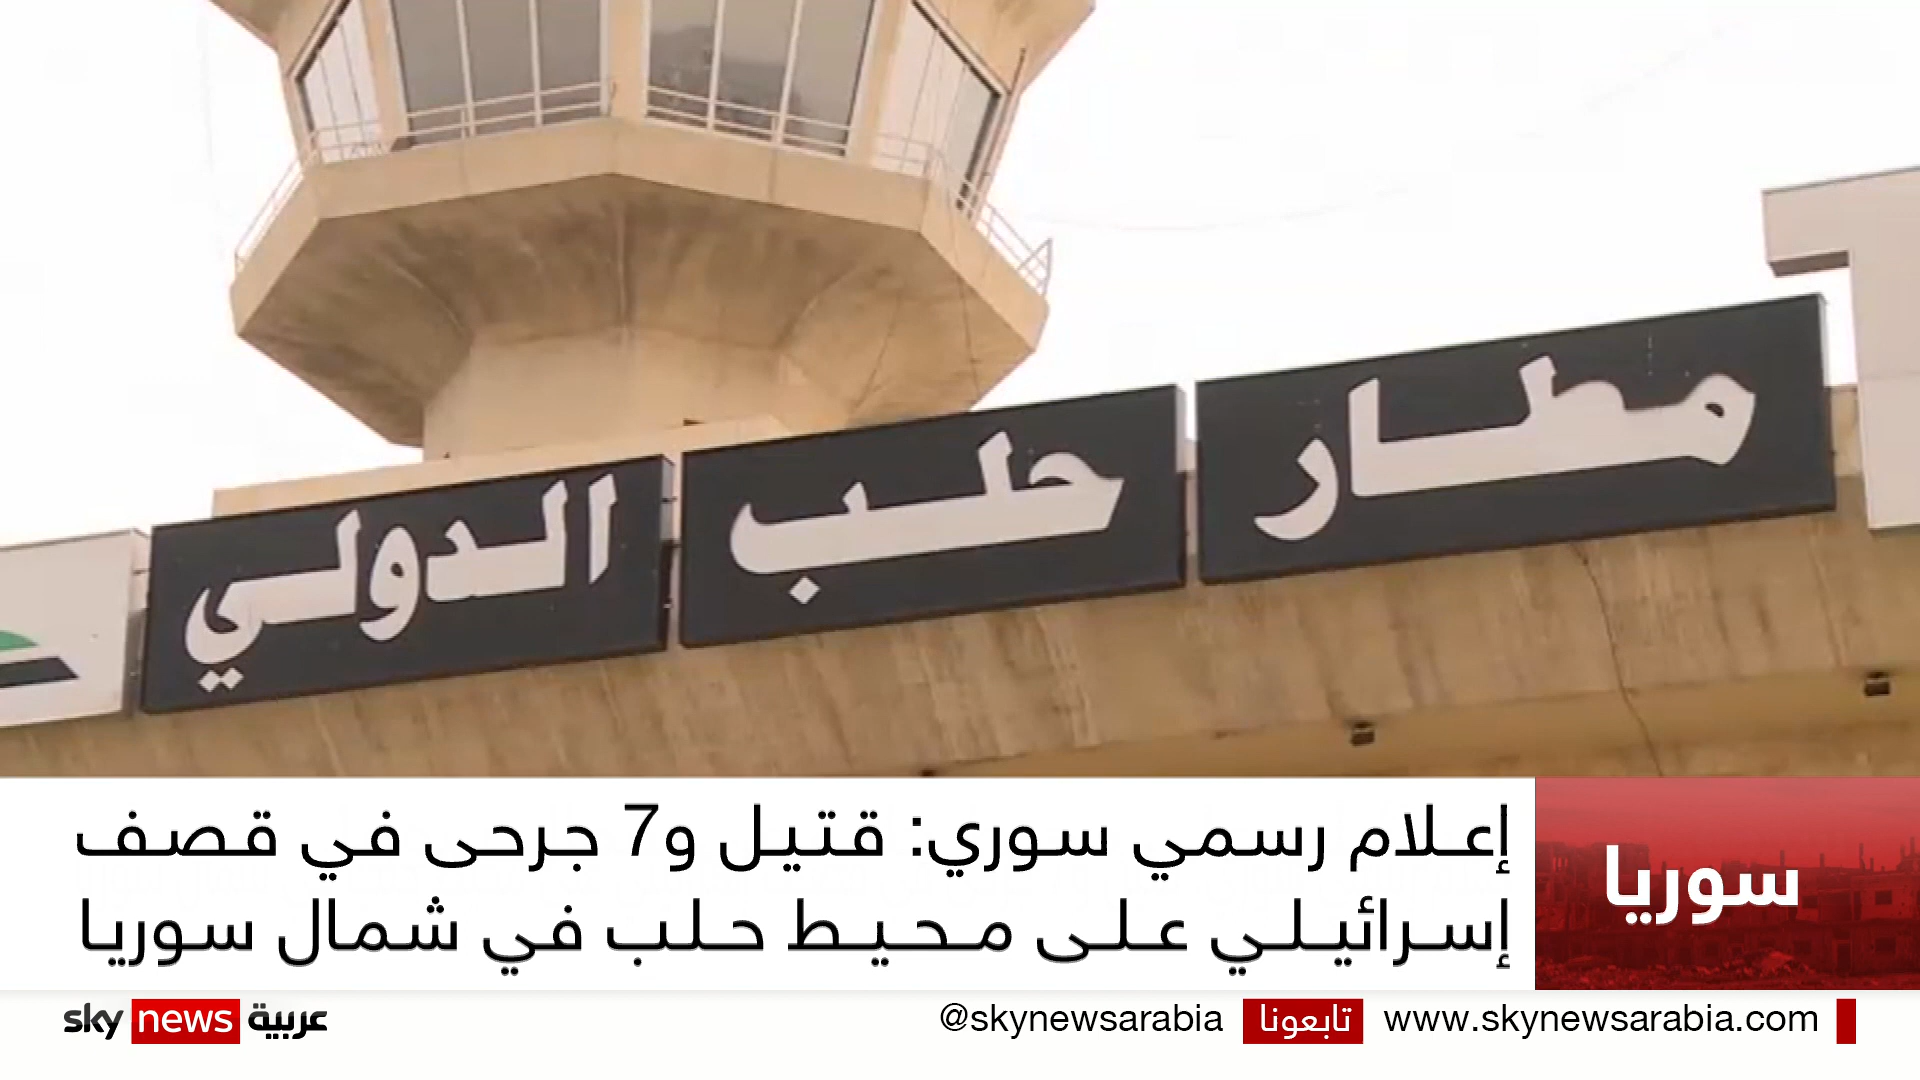 مطار حلب الدولي
إعلام رسمي سوري: قتيل و7 جرحى في قصف
إسرائيلي على محيط حلب في شمال سوريا
سوريا
www.skynewsarabia.com تابعونا @skynewsarabia
sky news عربية